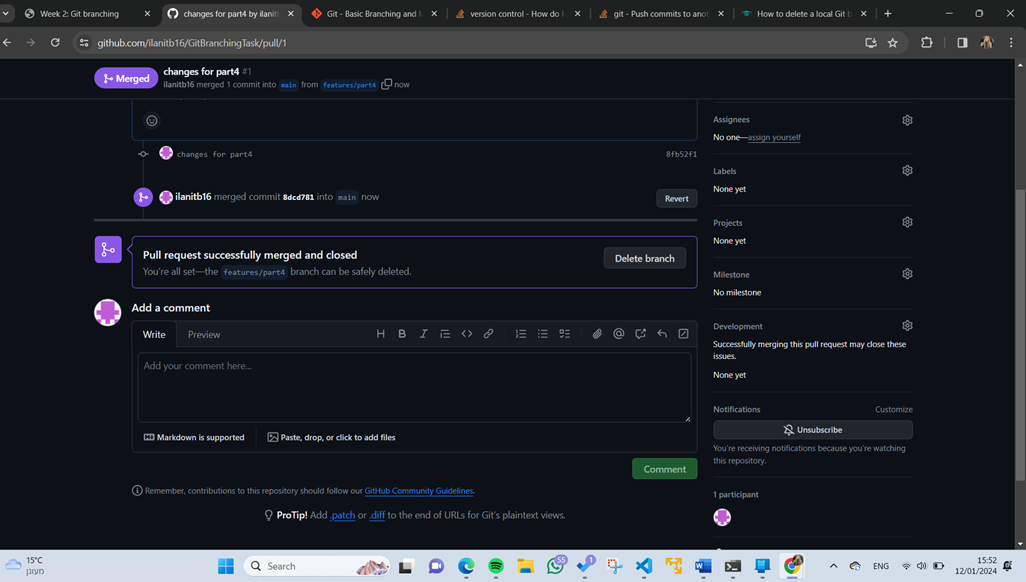 Week 2: Git branching
changes for part4 by ilanit
Git - Basic Branching and M
version control - How do I
git - Push commits to anot
How to delete a local Git b
github.com/ilanitb16/GitBranchingTask/pull/1
Merged
changes for part4 #1
ilanitb16 merged 1 commit into main from features/part4 now
changes for part4 8fb52f1
ilanitb16 merged commit 8dcd781 into main now
Revert
Pull request successfully merged and closed
You're all set—the features/part4 branch can be safely deleted.
Delete branch
Add a comment
Write Preview
Add your comment here...
Markdown is supported
Paste, drop, or click to add files
Comment
Remember, contributions to this repository should follow our GitHub Community Guidelines.
ProTip! Add .patch or .diff to the end of URLs for Git's plaintext views.
Assignees
No one—assign yourself
Labels
None yet
Projects
None yet
Milestone
No milestone
Development
Successfully merging this pull request may close these
issues.
None yet
Notifications Customize
Unsubscribe
You're receiving notifications because you're watching
this repository.
1 participant
15°C
מעונן
Search
55
1
ENG
15:52
12/01/2024